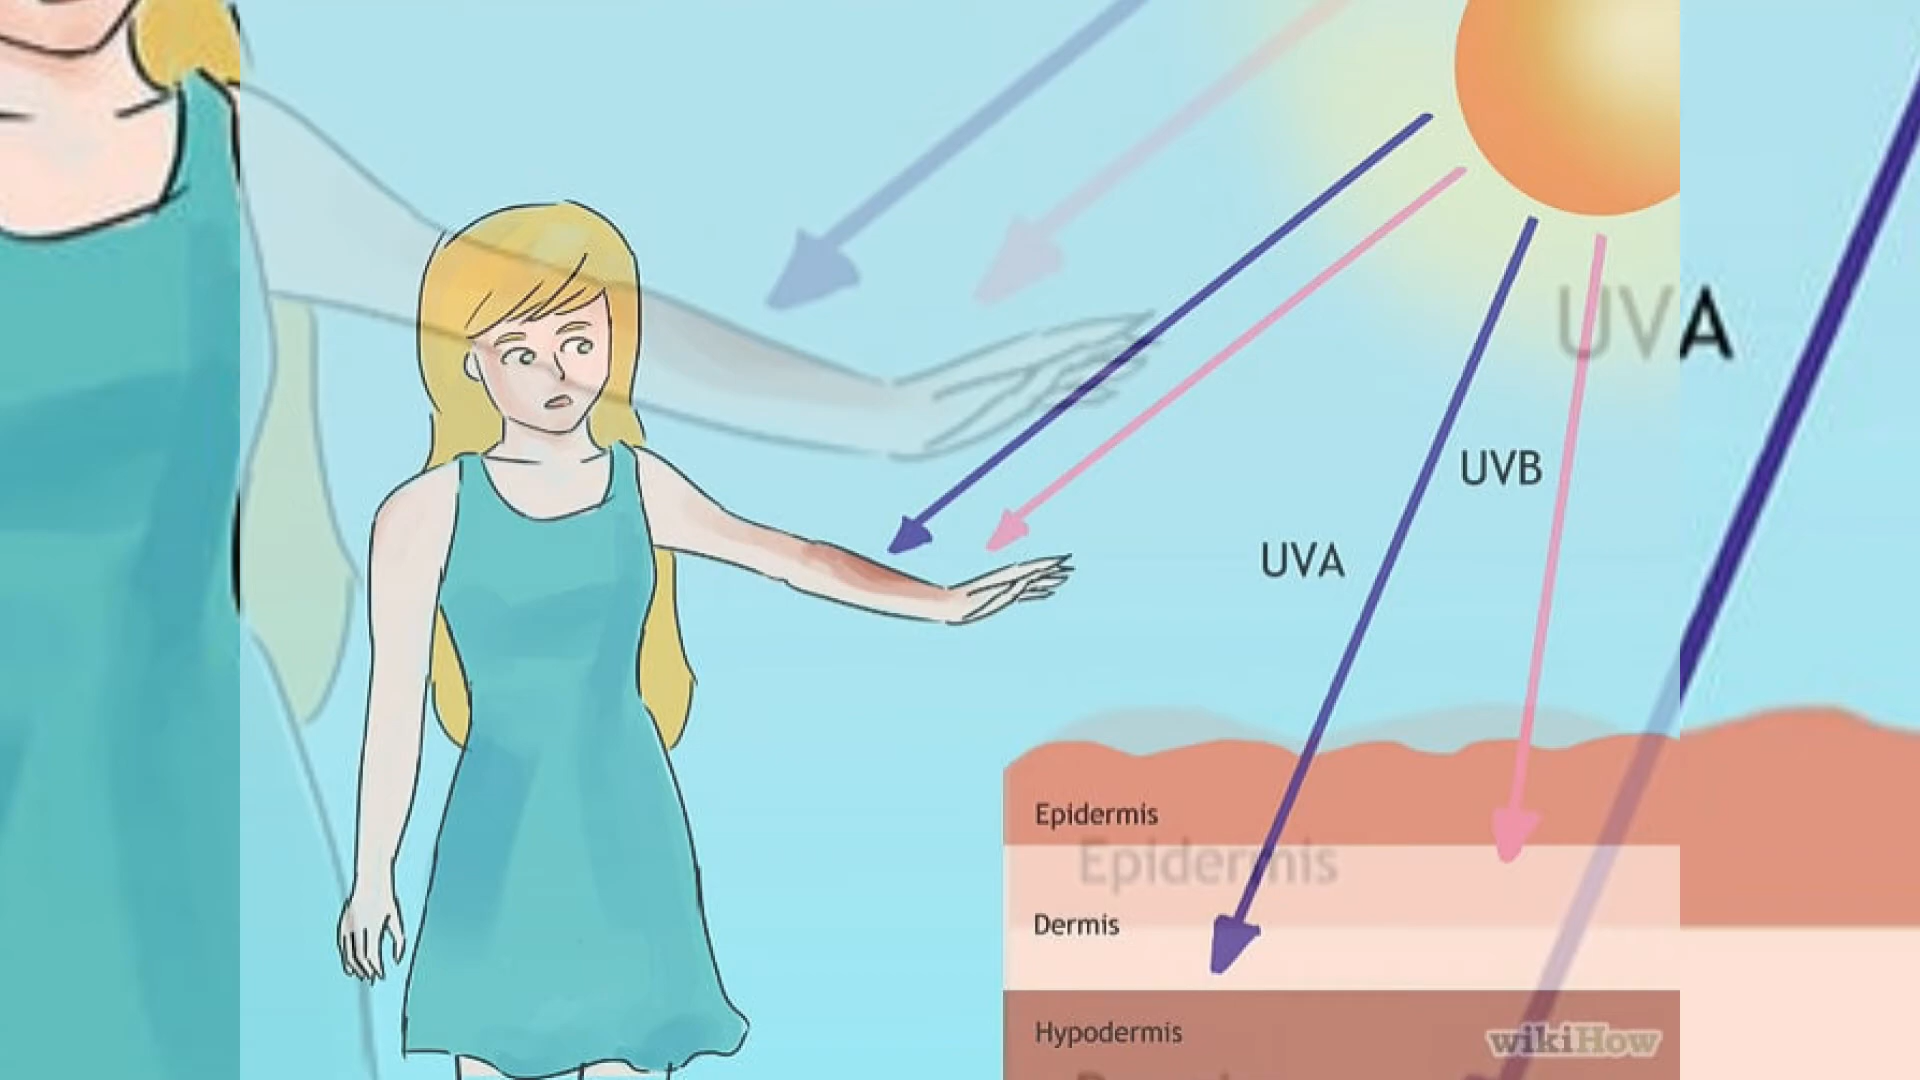 UVA
UVB
UVA
Epidermis
Epidermis
Dermis
Hypodermis
wikiHow